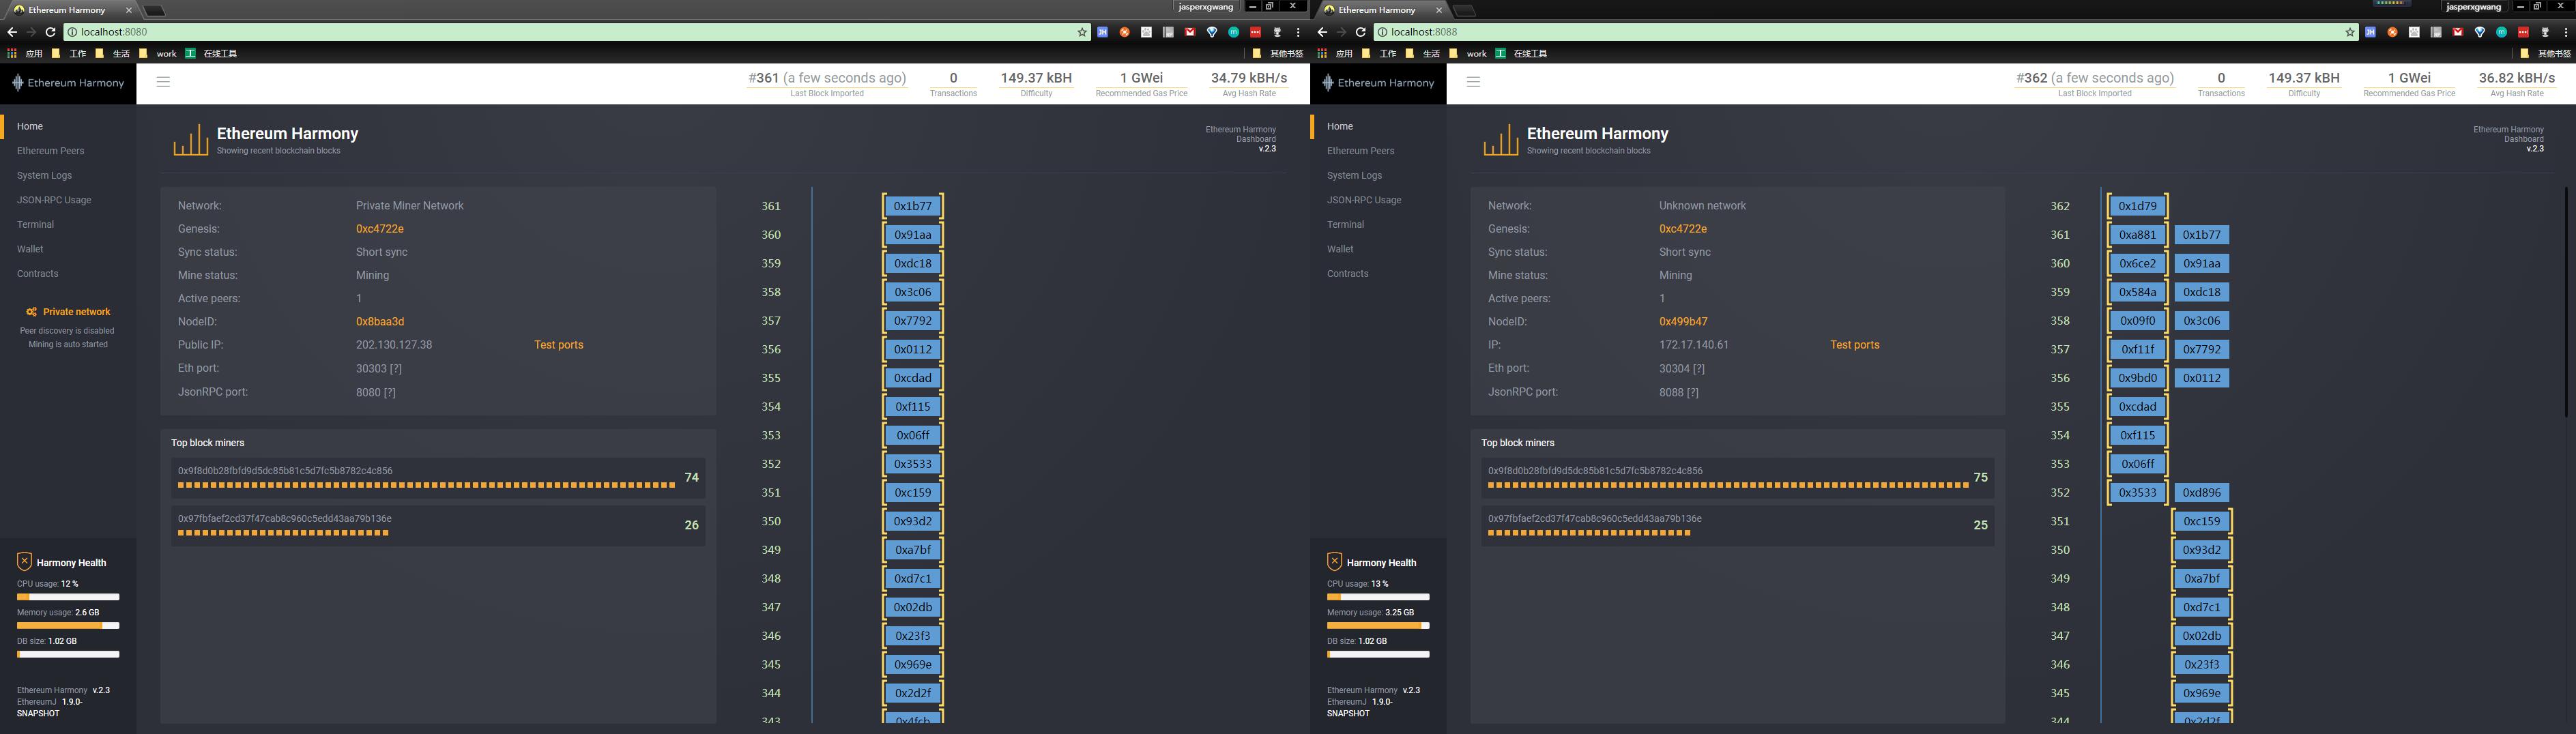 Ethereum Harmony
jasperxgwang
localhost:8080
应用 工作 生活 work 在线工具
其他书签
Ethereum Harmony
#361 (a few seconds ago)
Last Block Imported
0
Transactions
149.37 kBH
Difficulty
1 GWei
Recommended Gas Price
34.79 kBH/s
Avg Hash Rate
Home
Ethereum Peers
System Logs
JSON-RPC Usage
Terminal
Wallet
Contracts
Private network
Peer discovery is disabled
Mining is auto started
Harmony Health
CPU usage: 12 %
Memory usage: 2.6 GB
DB size: 1.02 GB
Ethereum Harmony v.2.3
EthereumJ 1.9.0-
SNAPSHOT
Ethereum Harmony
Showing recent blockchain blocks
Ethereum Harmony
Dashboard
v.2.3
Network: Private Miner Network
Genesis: 0xc4722e
Sync status: Short sync
Mine status: Mining
Active peers: 1
NodeID: 0x8baa3d
Public IP: 202.130.127.38 Test ports
Eth port: 30303 [?]
JsonRPC port: 8080 [?]
Top block miners
0x9f8d0b28fbfd9d5dc85b81c5d7fc5b8782c4c856 74
0x97fbfaef2cd37f47cab8c960c5edd43aa79b136e 26
361 0x1b77
360 0x91aa
359 0xdc18
358 0x3c06
357 0x7792
356 0x0112
355 0xcdad
354 0xf115
353 0x06ff
352 0x3533
351 0xc159
350 0x93d2
349 0xa7bf
348 0xd7c1
347 0x02db
346 0x23f3
345 0x969e
344 0x2d2f
343 0x4fcb
Ethereum Harmony
jasperxgwang
localhost:8088
应用 工作 生活 work 在线工具
其他书签
Ethereum Harmony
#362 (a few seconds ago)
Last Block Imported
0
Transactions
149.37 kBH
Difficulty
1 GWei
Recommended Gas Price
36.82 kBH/s
Avg Hash Rate
Home
Ethereum Peers
System Logs
JSON-RPC Usage
Terminal
Wallet
Contracts
Harmony Health
CPU usage: 13 %
Memory usage: 3.25 GB
DB size: 1.02 GB
Ethereum Harmony v.2.3
EthereumJ 1.9.0-
SNAPSHOT
Ethereum Harmony
Showing recent blockchain blocks
Ethereum Harmony
Dashboard
v.2.3
Network: Unknown network
Genesis: 0xc4722e
Sync status: Short sync
Mine status: Mining
Active peers: 1
NodeID: 0x499b47
IP: 172.17.140.61 Test ports
Eth port: 30304 [?]
JsonRPC port: 8088 [?]
Top block miners
0x9f8d0b28fbfd9d5dc85b81c5d7fc5b8782c4c856 75
0x97fbfaef2cd37f47cab8c960c5edd43aa79b136e 25
362 0x1d79
361 0xa881 0x1b77
360 0x6ce2 0x91aa
359 0x584a 0xdc18
358 0x09f0 0x3c06
357 0xf11f 0x7792
356 0x9bd0 0x0112
355 0xcdad
354 0xf115
353 0x06ff
352 0x3533 0xd896
351 0xc159
350 0x93d2
349 0xa7bf
348 0xd7c1
347 0x02db
346 0x23f3
345 0x969e
344 0x2d2f